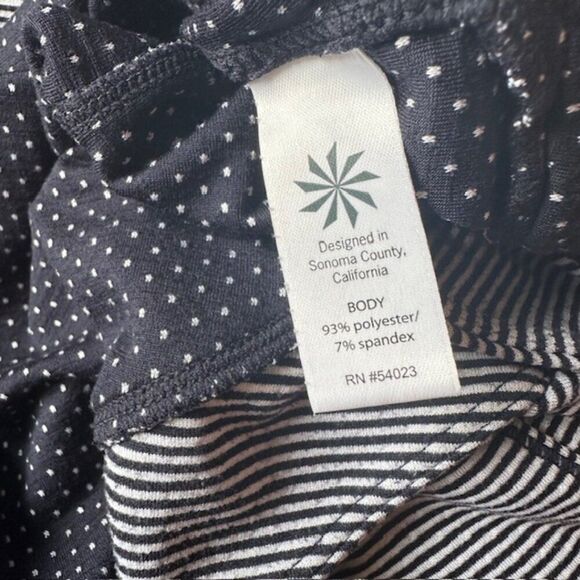 Designed in
Sonoma County,
California
BODY
93% polyester/
7% spandex
RN #54023